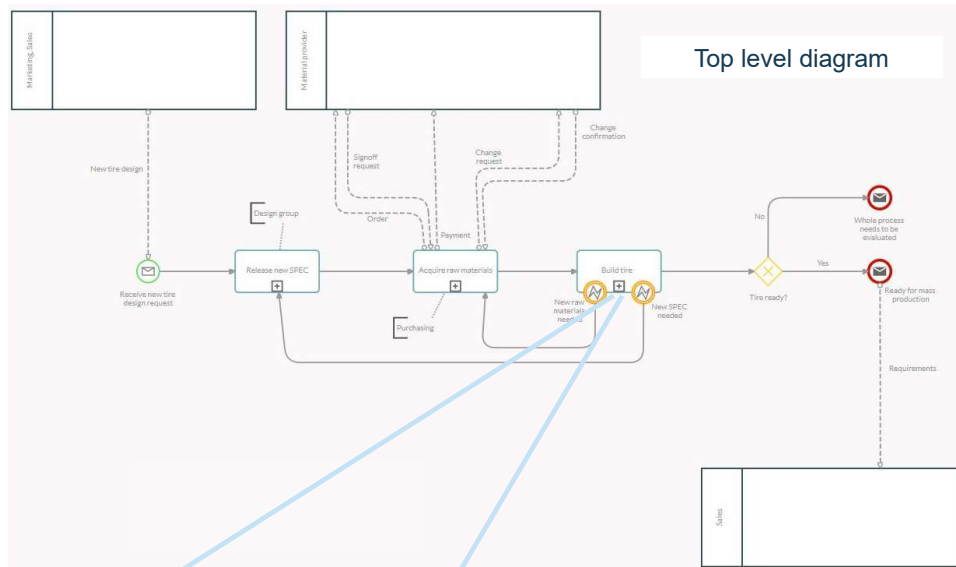 Marketing, Sales
Material provider
Top level diagram
New tire design
Signoff
request
Order
Payment
Change
request
Change
confirmation
Design group
Release new SPEC
Acquire raw materials
Build tire
Receive new tire
design request
Purchasing
New raw
materials
needed
New SPEC
needed
No
Yes
Tire ready?
Whole process
needs to be
evaluated
Ready for mass
production
Requirements
Sales